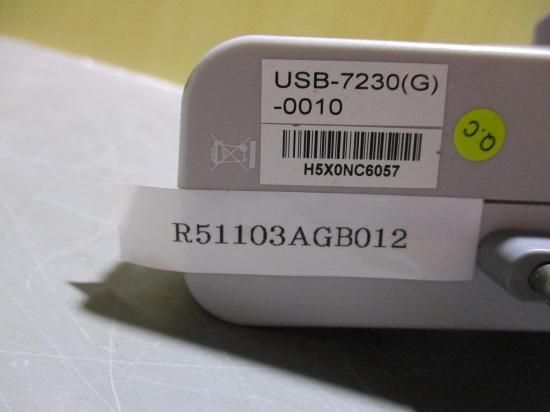 USB-7230(G)
-0010
H5X0NC6057
Q.C
R51103AGB012